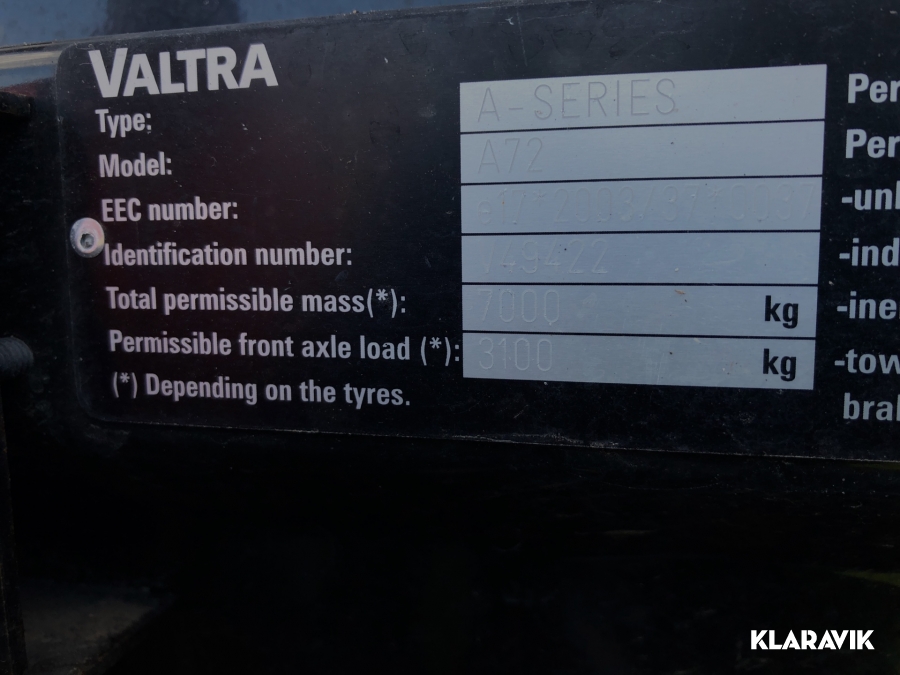 VALTRA
Type: A-SERIES
Model: A72
EEC number:
Identification number: V49422
Total permissible mass(*): 7000 kg
Permissible front axle load (*): 3100 kg
(*) Depending on the tyres.
Per
Per
-unl
-ind
-ine
-tow
bral
KLARAVIK